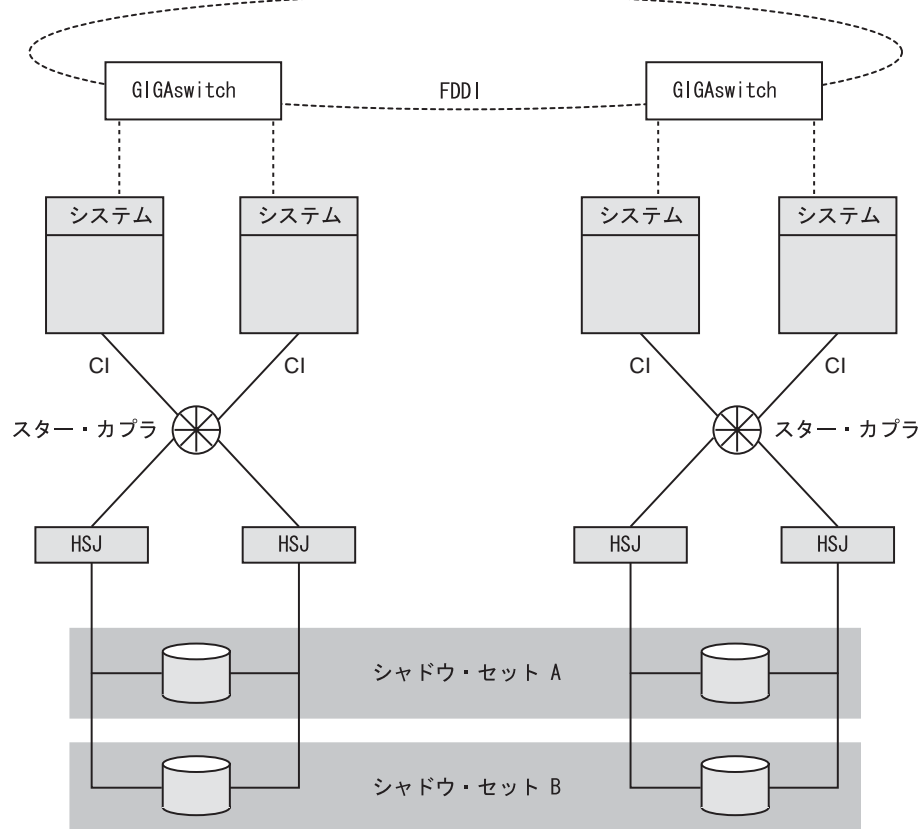 GIGAswitch FDDI GIGAswitch
システム システム システム システム
CI CI CI CI
スター・カプラ スター・カプラ
HSJ HSJ HSJ HSJ
シャドウ・セット A
シャドウ・セット B